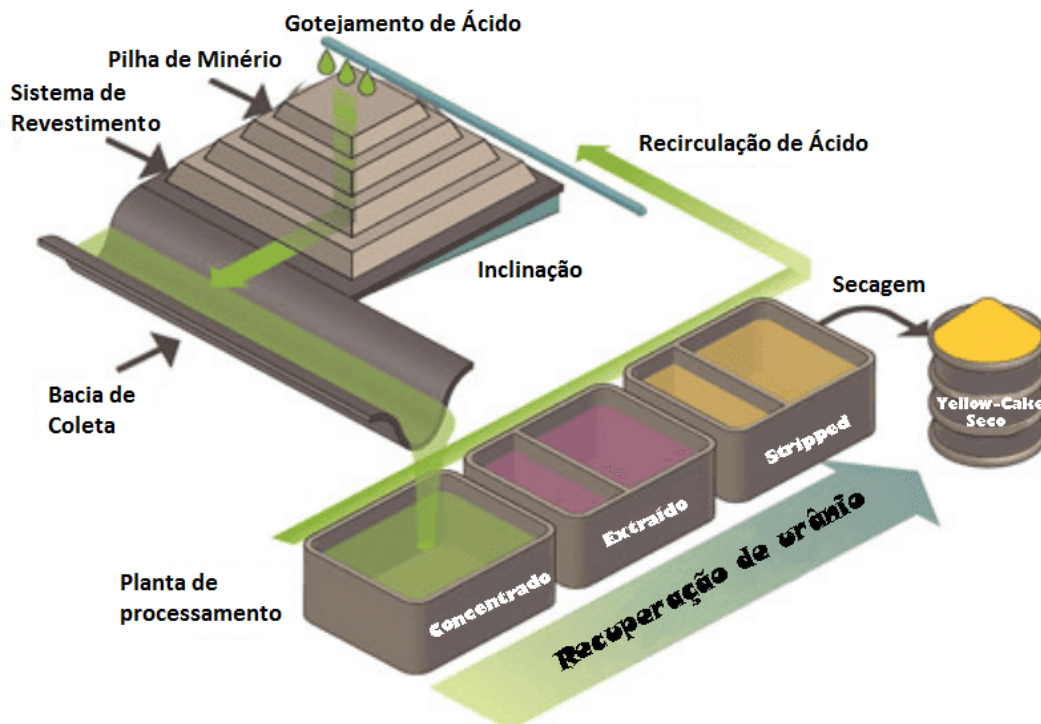 Gotejamento de Ácido
Pilha de Minério
Sistema de
Revestimento
Recirculação de Ácido
Inclinação
Secagem
Bacia de
Coleta
Yellow-Cake
Seco
Stripped
Extraído
Concentrado
Planta de
processamento
Recuperação de urânio